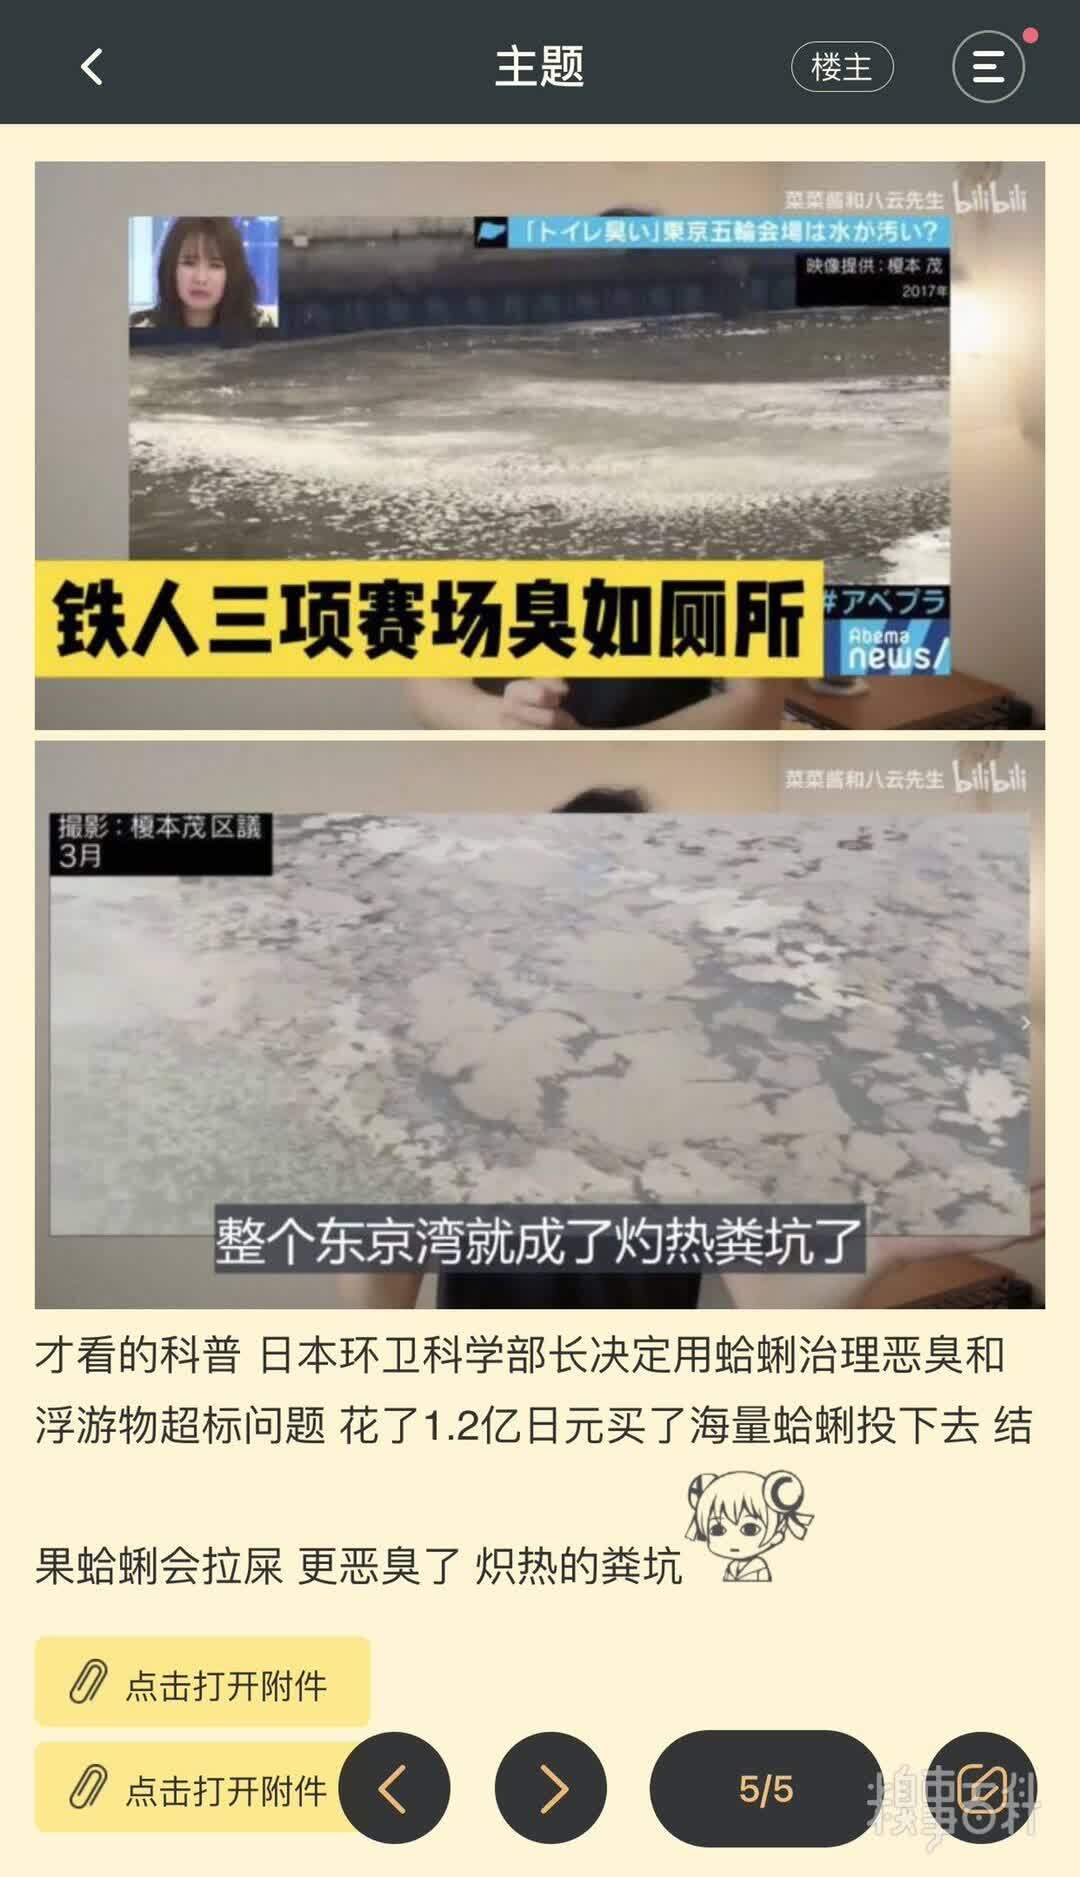 主题
楼主
菜菜酱和八云先生 bilibili
「トイレ臭い」東京五輪会場は水が汚い?
映像提供：榎本 茂
2017年
铁人三项赛场臭如厕所
#アベプラ
Abema
news/
菜菜酱和八云先生 bilibili
撮影：榎本茂区議
3月
整个东京湾就成了灼热粪坑了
才看的科普 日本环卫科学部长决定用蛤蜊治理恶臭和
浮游物超标问题 花了1.2亿日元买了海量蛤蜊投下去 结
果蛤蜊会拉屎 更恶臭了 炽热的粪坑
点击打开附件
点击打开附件
5/5
糗事百科